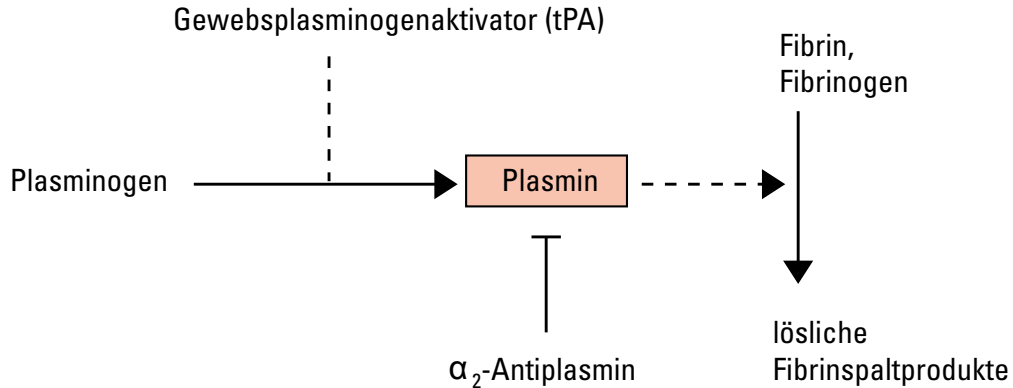 Gewebsplasminogenaktivator (tPA)
Fibrin,
Fibrinogen
Plasminogen
Plasmin
α₂-Antiplasmin
lösliche
Fibrinspaltprodukte